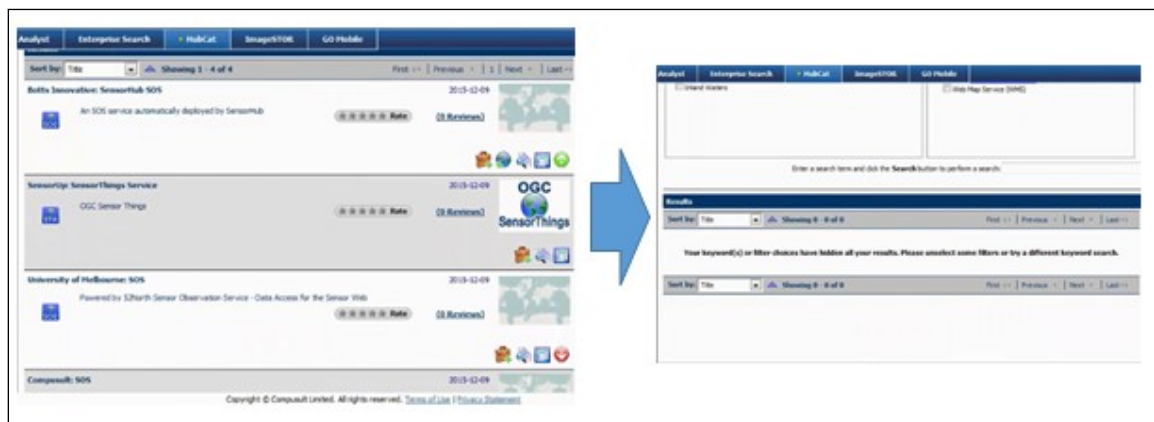 Analyst Enterprise Search HubCat ImageSTOR GO Mobile
Sort by: Title Showing 1 - 4 of 4 First Previous 1 Next Last
Botts Innovative: SensorHub SOS 2015-12-09
An SOS service automatically deployed by SensorHub Rate (0 Reviews)
SOS
SensorUp SensorThings Service 2015-12-09
OGC Sensor Things Rate (0 Reviews)
STA
OGC
SensorThings
University of Melbourne: SOS 2015-12-09
Powered by 52North Sensor Observation Service - Data Access for the Sensor Web
Rate (0 Reviews)
SOS
Compusult: SOS 2015-12-09
Copyright © Compusult Limited. All rights reserved. Terms of Use | Privacy Statement
Analyst Enterprise Search HubCat ImageSTOR GO Mobile
Inland Waters Web Map Service (WMS)
Enter a search term and click the Search button to perform a search:
Results
Sort by: Title Showing 0 - 0 of 0 First Previous Next Last
Your keyword(s) or filter choices have hidden all your results. Please unselect some filters or try a different keyword search.
Sort by: Title Showing 0 - 0 of 0 First Previous Next Last